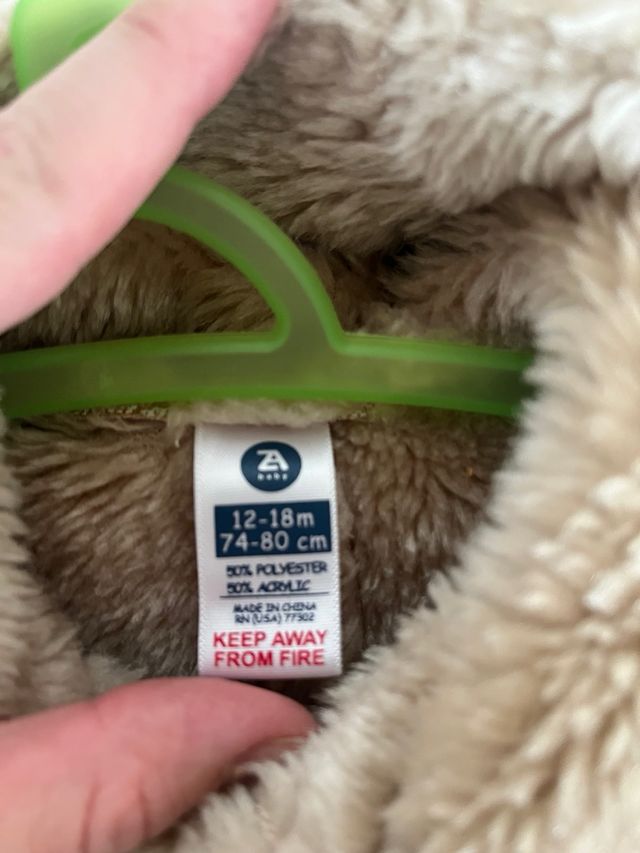 ZA
baby
12-18m
74-80 cm
50% POLYESTER
50% ACRYLIC
MADE IN CHINA
RN (USA) 77302
KEEP AWAY
FROM FIRE